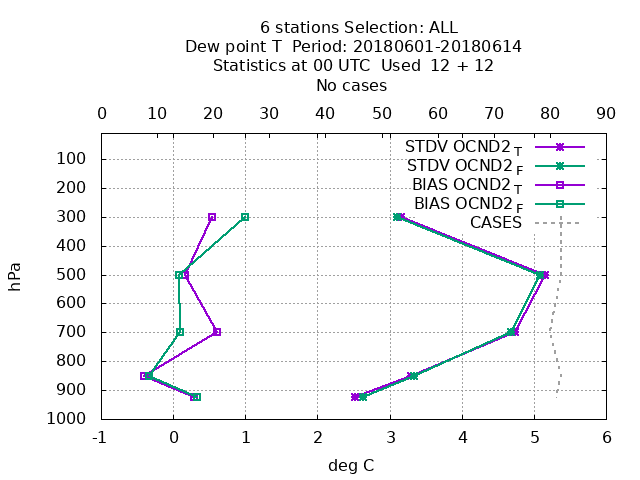 6 stations Selection: ALL
Dew point T  Period: 20180601-20180614
Statistics at 00 UTC  Used  12 + 12
No cases
0 10 20 30 40 50 60 70 80 90
STDV OCND2 T
STDV OCND2 F
BIAS OCND2 T
BIAS OCND2 F
CASES
100
200
300
400
500
600
700
800
900
1000
hPa
-1 0 1 2 3 4 5 6
deg C